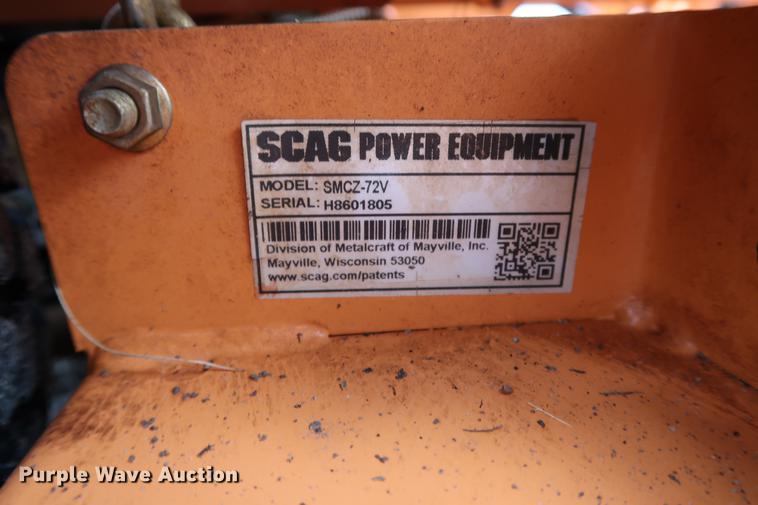 SCAG POWER EQUIPMENT
MODEL: SMCZ-72V
SERIAL: H8601805
Division of Metalcraft of Mayville, Inc.
Mayville, Wisconsin 53050
www.scag.com/patents
Purple Wave Auction